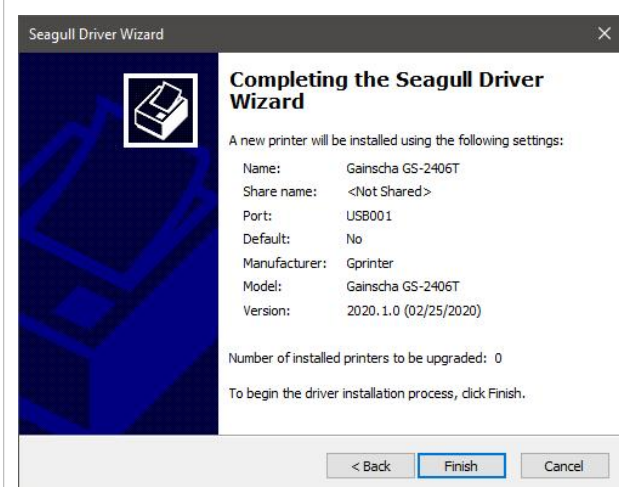 Seagull Driver Wizard
Completing the Seagull Driver
Wizard
A new printer will be installed using the following settings:
Name: Gainscha GS-2406T
Share name: <Not Shared>
Port: USB001
Default: No
Manufacturer: Gprinter
Model: Gainscha GS-2406T
Version: 2020.1.0 (02/25/2020)
Number of installed printers to be upgraded: 0
To begin the driver installation process, click Finish.
< Back Finish Cancel